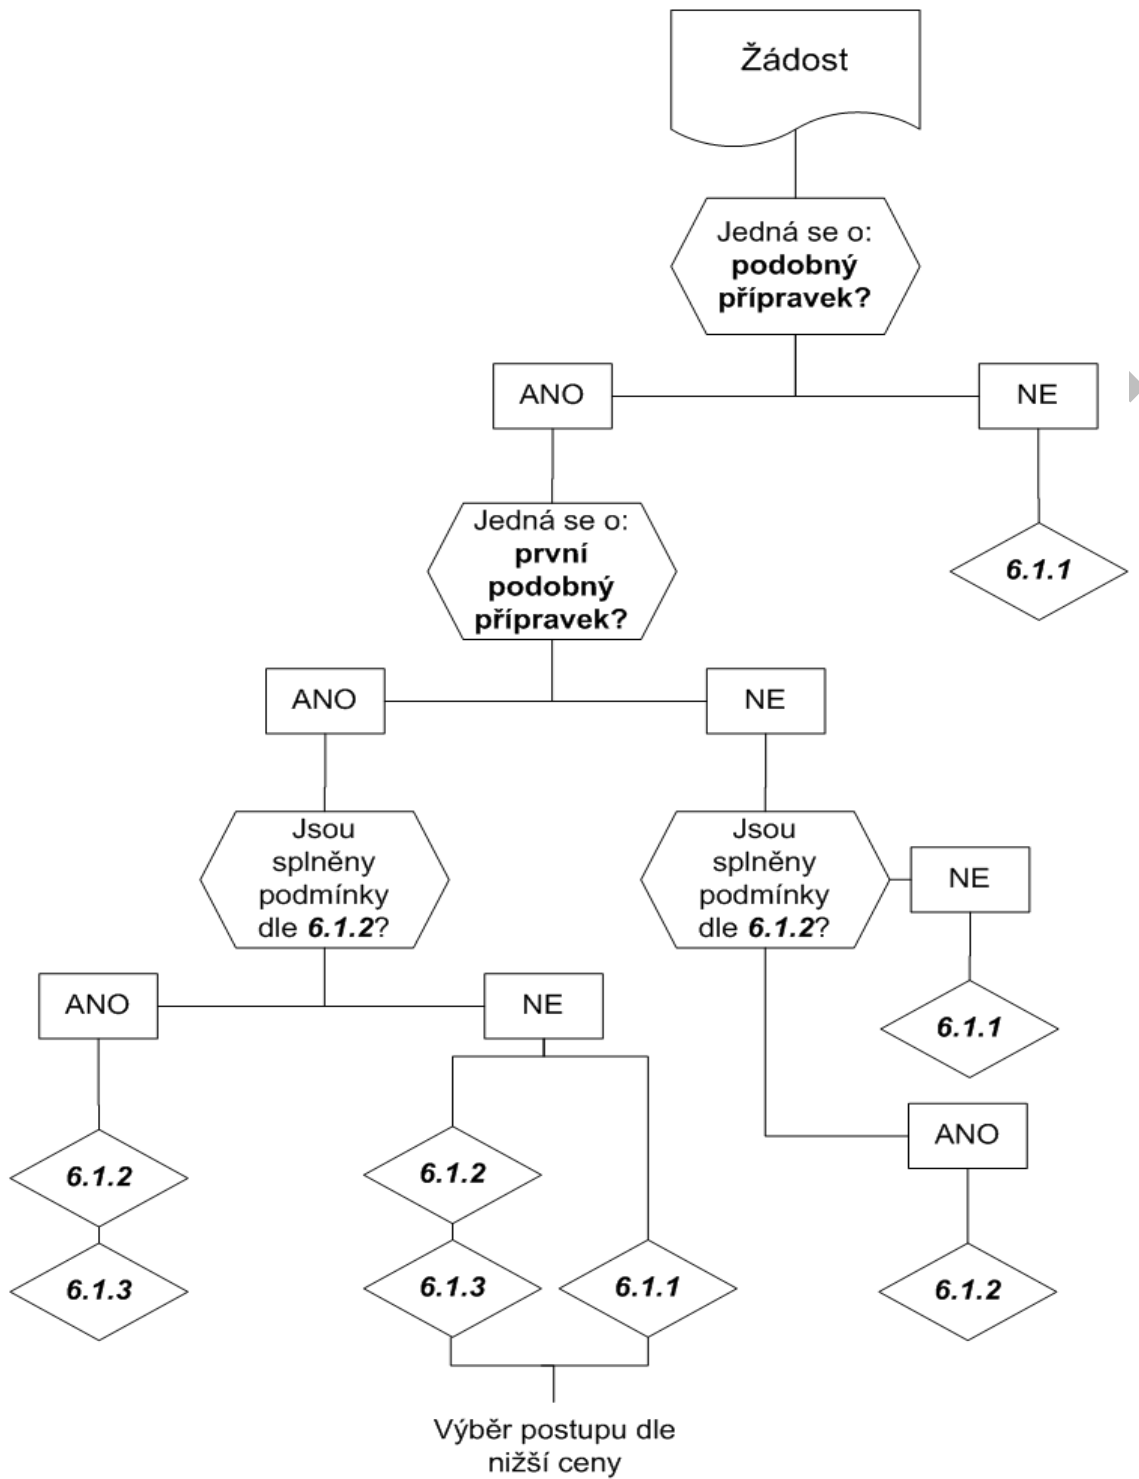 Žádost
Jedná se o:
podobný
přípravek?
ANO
NE
Jedná se o:
první
podobný
přípravek?
6.1.1
ANO
NE
Jsou
splněny
podmínky
dle 6.1.2?
Jsou
splněny
podmínky
dle 6.1.2?
NE
ANO
NE
6.1.1
ANO
6.1.2
6.1.2
6.1.3
6.1.3
6.1.1
6.1.2
Výběr postupu dle
nižší ceny